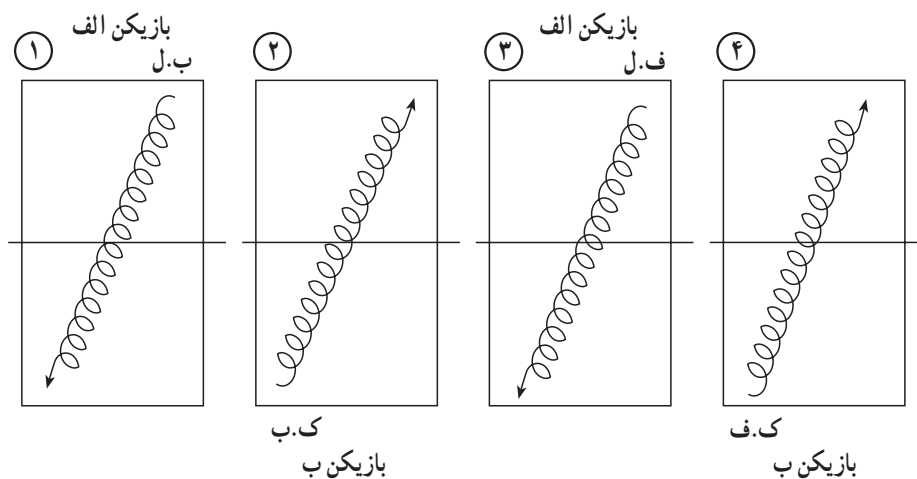 ۱
بازیکن الف
ب.ل
۲
ک.ب
بازیکن ب
۳
بازیکن الف
ف.ل
۴
ک.ف
بازیکن ب